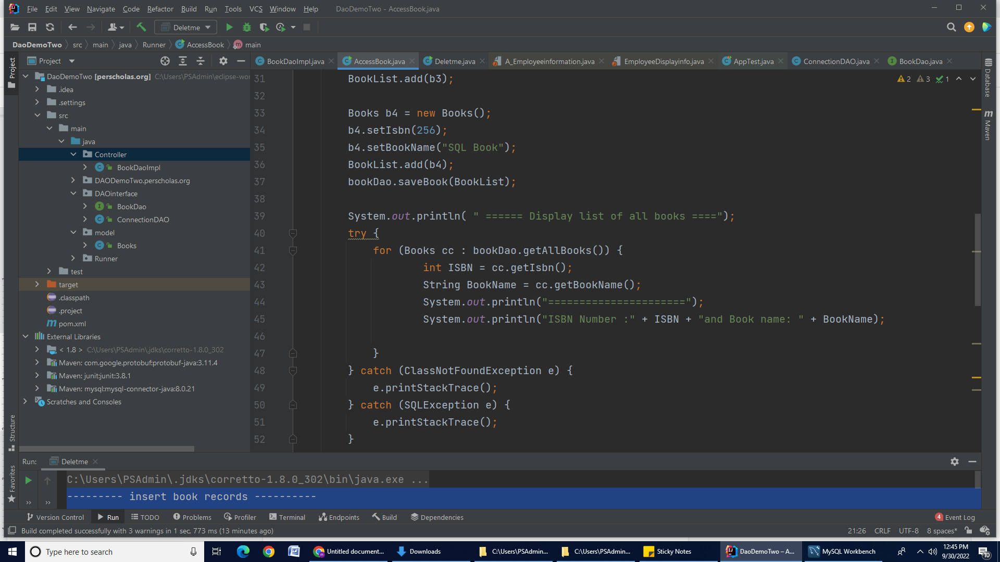 File Edit View Navigate Code Refactor Build Run Tools VCS Window Help DaoDemoTwo - AccessBook.java
Deletme
DaoDemoTwo src main java Runner AccessBook main
Project
Project
BookDaoImpl.java AccessBook.java Deletme.java A_Employeeinformation.java EmployeeDisplayinfo.java AppTest.java ConnectionDAO.java BookDao.java
DaoDemoTwo [perscholas.org] C:\Users\PSAdmin\eclipse-wor
.idea
.settings
src
main
java
Controller
BookDaoImpl
DAODemoTwo.perscholas.org
DAOinterface
BookDao
ConnectionDAO
model
Books
Runner
test
target
.classpath
.project
pom.xml
External Libraries
< 1.8 > C:\Users\PSAdmin\.jdks\corretto-1.8.0_302
Maven: com.google.protobuf:protobuf-java:3.11.4
Maven: junit:junit:3.8.1
Maven: mysql:mysql-connector-java:8.0.21
Scratches and Consoles
Structure
Favorites
31 BookList.add(b3);
32
33 Books b4 = new Books();
34 b4.setIsbn(256);
35 b4.setBookName("SQL Book");
36 BookList.add(b4);
37 bookDao.saveBook(BookList);
38
39 System.out.println( " ====== Display list of all books ====");
40 try {
41 for (Books cc : bookDao.getAllBooks()) {
42 int ISBN = cc.getIsbn();
43 String BookName = cc.getBookName();
44 System.out.println("======================");
45 System.out.println("ISBN Number :" + ISBN + "and Book name: " + BookName);
46
47 }
48 } catch (ClassNotFoundException e) {
49 e.printStackTrace();
50 } catch (SQLException e) {
51 e.printStackTrace();
52 }
2 3 1
Database
m Maven
Run: Deletme
C:\Users\PSAdmin\.jdks\corretto-1.8.0_302\bin\java.exe ...
--------- insert book records ----------
Version Control Run TODO Problems Profiler Terminal Endpoints Build Dependencies 4 Event Log
Build completed successfully with 3 warnings in 1 sec, 773 ms (13 minutes ago) 21:26 CRLF UTF-8 8 spaces*
Type here to search
Untitled document... Downloads C:\Users\PSAdmin... C:\Users\PSAdmin... Sticky Notes DaoDemoTwo – A... MySQL Workbench
12:45 PM
9/30/2022
10